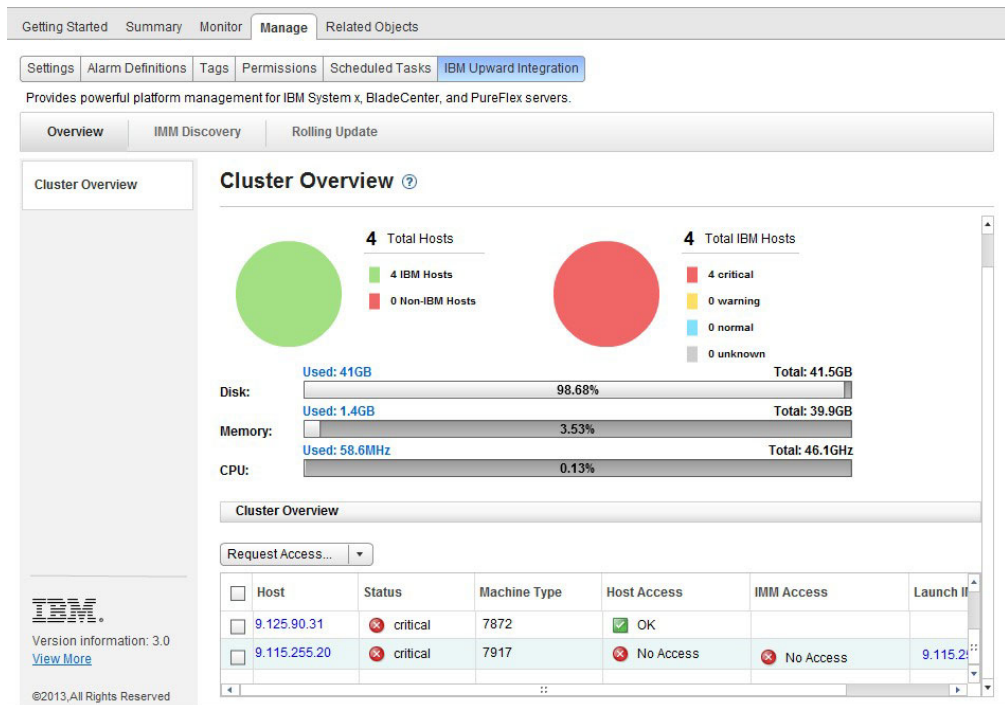 Getting Started Summary Monitor Manage Related Objects
Settings Alarm Definitions Tags Permissions Scheduled Tasks IBM Upward Integration
Provides powerful platform management for IBM System x, BladeCenter, and PureFlex servers.
Overview IMM Discovery Rolling Update
Cluster Overview
Cluster Overview ?
4 Total Hosts
4 IBM Hosts
0 Non-IBM Hosts
4 Total IBM Hosts
4 critical
0 warning
0 normal
0 unknown
Used: 41GB Total: 41.5GB
Disk: 98.68%
Used: 1.4GB Total: 39.9GB
Memory: 3.53%
Used: 58.6MHz Total: 46.1GHz
CPU: 0.13%
Cluster Overview
Request Access...
Host Status Machine Type Host Access IMM Access Launch
9.125.90.31 critical 7872 OK
9.115.255.20 critical 7917 No Access No Access 9.115.2
IBM.
Version information: 3.0
View More
©2013,All Rights Reserved